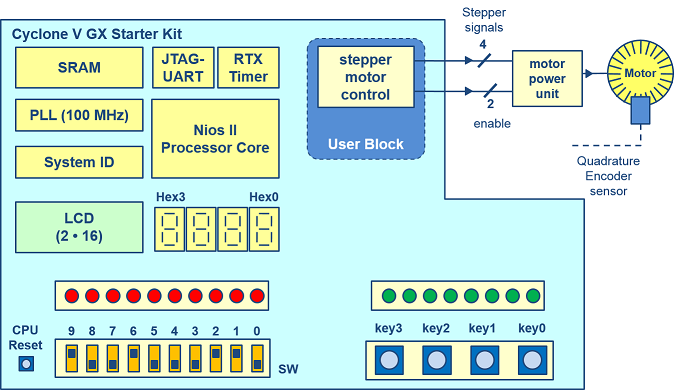 Cyclone V GX Starter Kit
SRAM
JTAG-
UART
RTX
Timer
PLL (100 MHz)
Nios II
Processor Core
System ID
LCD
(2 • 16)
Hex3
Hex0
stepper
motor
control
User Block
Stepper
signals
4
2
enable
motor
power
unit
Motor
Quadrature
Encoder
sensor
CPU
Reset
9 8 7 6 5 4 3 2 1 0
SW
key3 key2 key1 key0